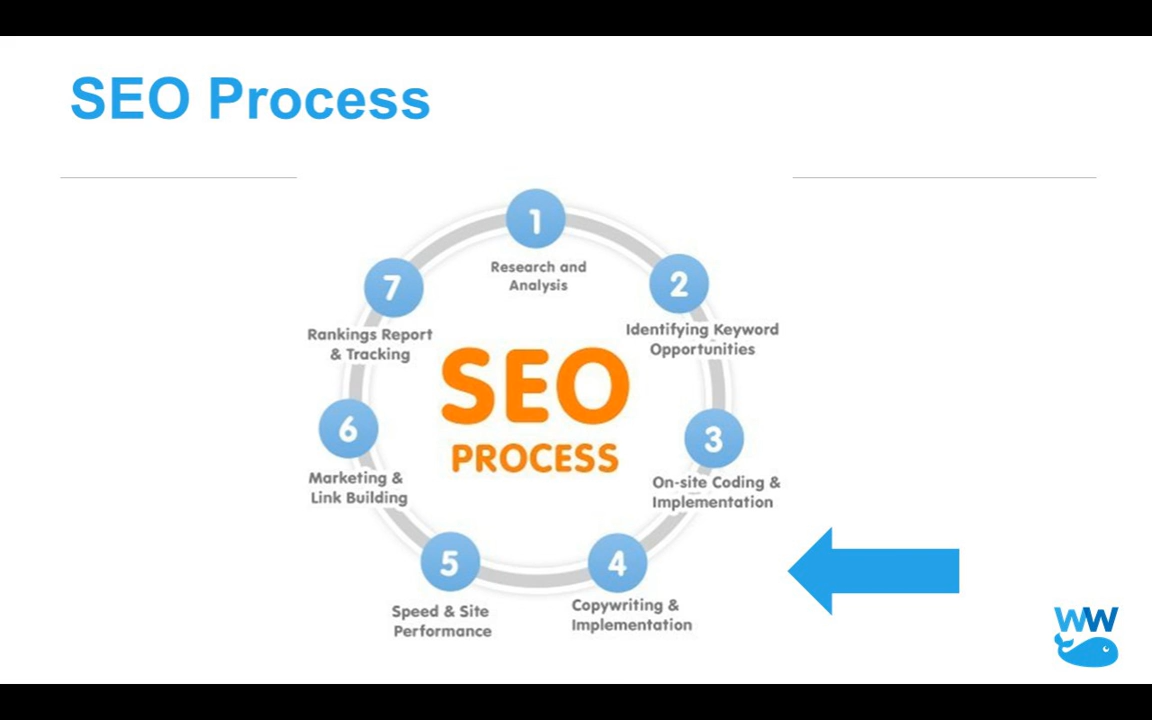 SEO Process
1
Research and
Analysis
2
Identifying Keyword
Opportunities
3
On-site Coding &
Implementation
4
Copywriting &
Implementation
5
Speed & Site
Performance
6
Marketing &
Link Building
7
Rankings Report
& Tracking
SEO
PROCESS
WW